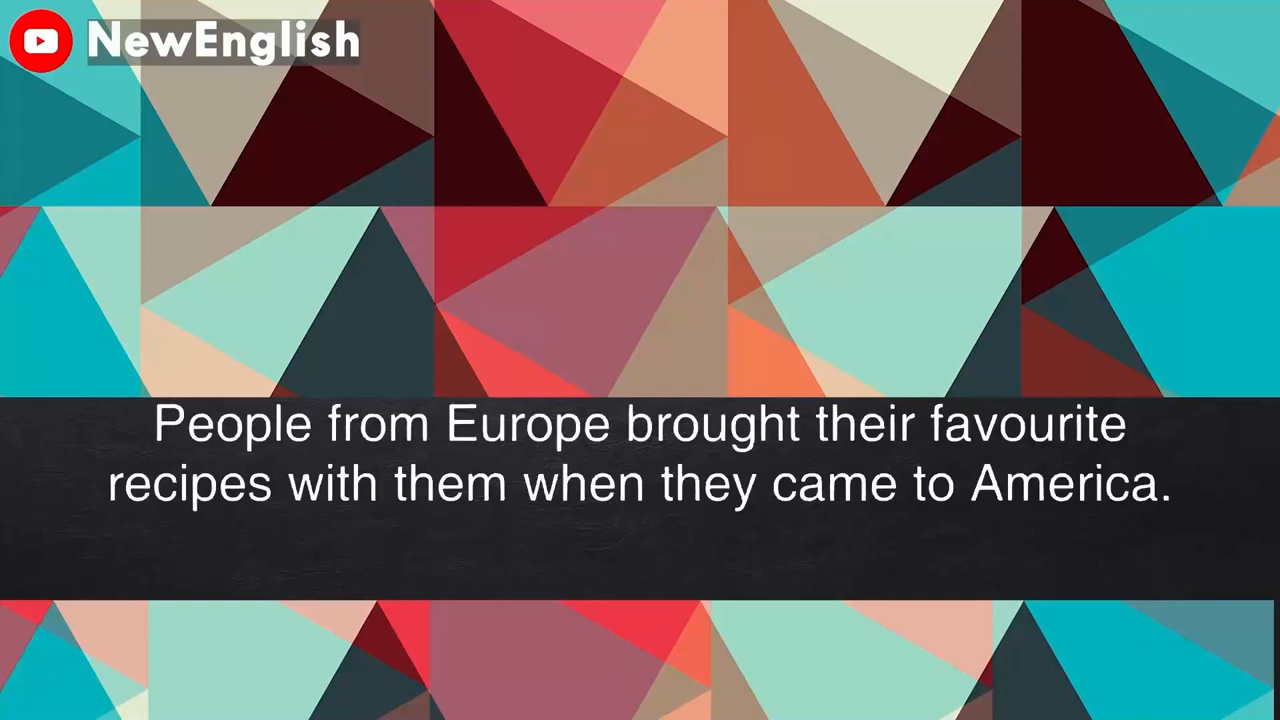 NewEnglish
People from Europe brought their favourite
recipes with them when they came to America.